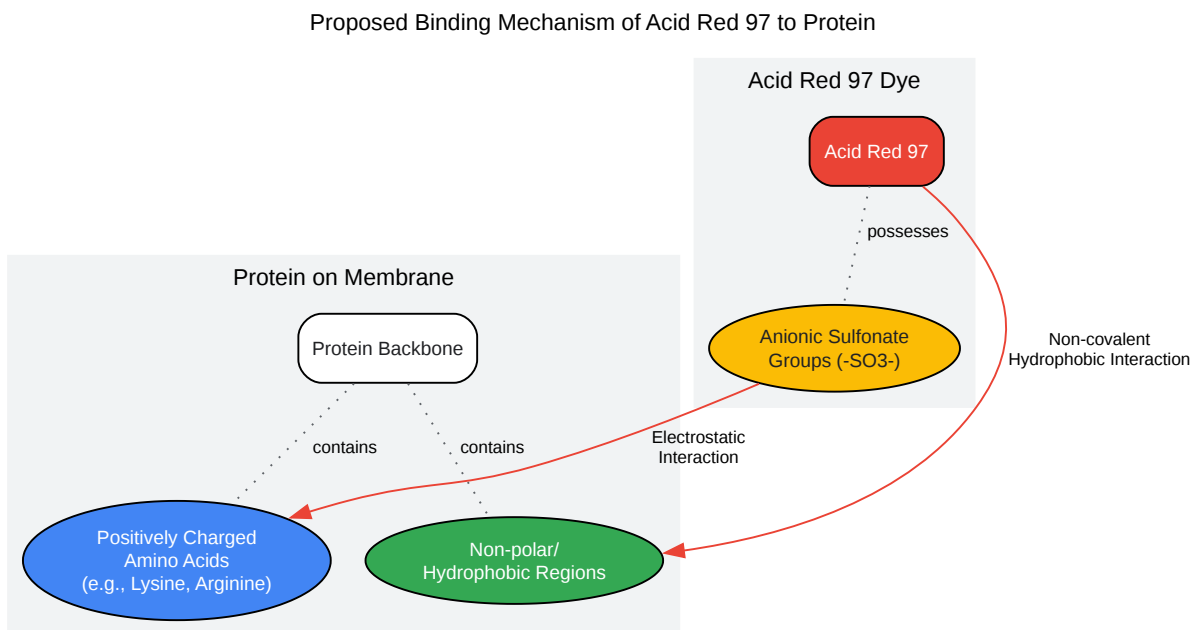 Proposed Binding Mechanism of Acid Red 97 to Protein
Acid Red 97 Dye
Acid Red 97
possesses
Protein on Membrane
Protein Backbone
Anionic Sulfonate
Groups (-SO3-)
Non-covalent
Hydrophobic Interaction
contains
contains
Electrostatic
Interaction
Positively Charged
Amino Acids
(e.g., Lysine, Arginine)
Non-polar/
Hydrophobic Regions